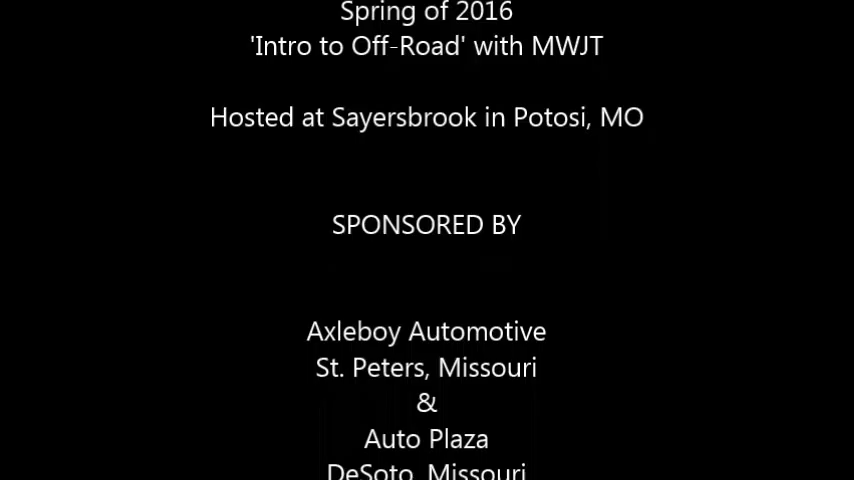 Spring of 2016
'Intro to Off-Road' with MWJT
Hosted at Sayersbrook in Potosi, MO
SPONSORED BY
Axleboy Automotive
St. Peters, Missouri
&
Auto Plaza
DeSoto, Missouri